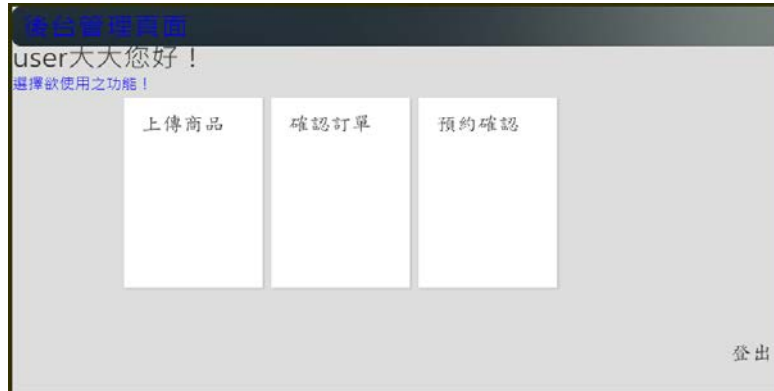 後台管理頁面
user大大您好！
選擇欲使用之功能！
上傳商品 確認訂單 預約確認
登出